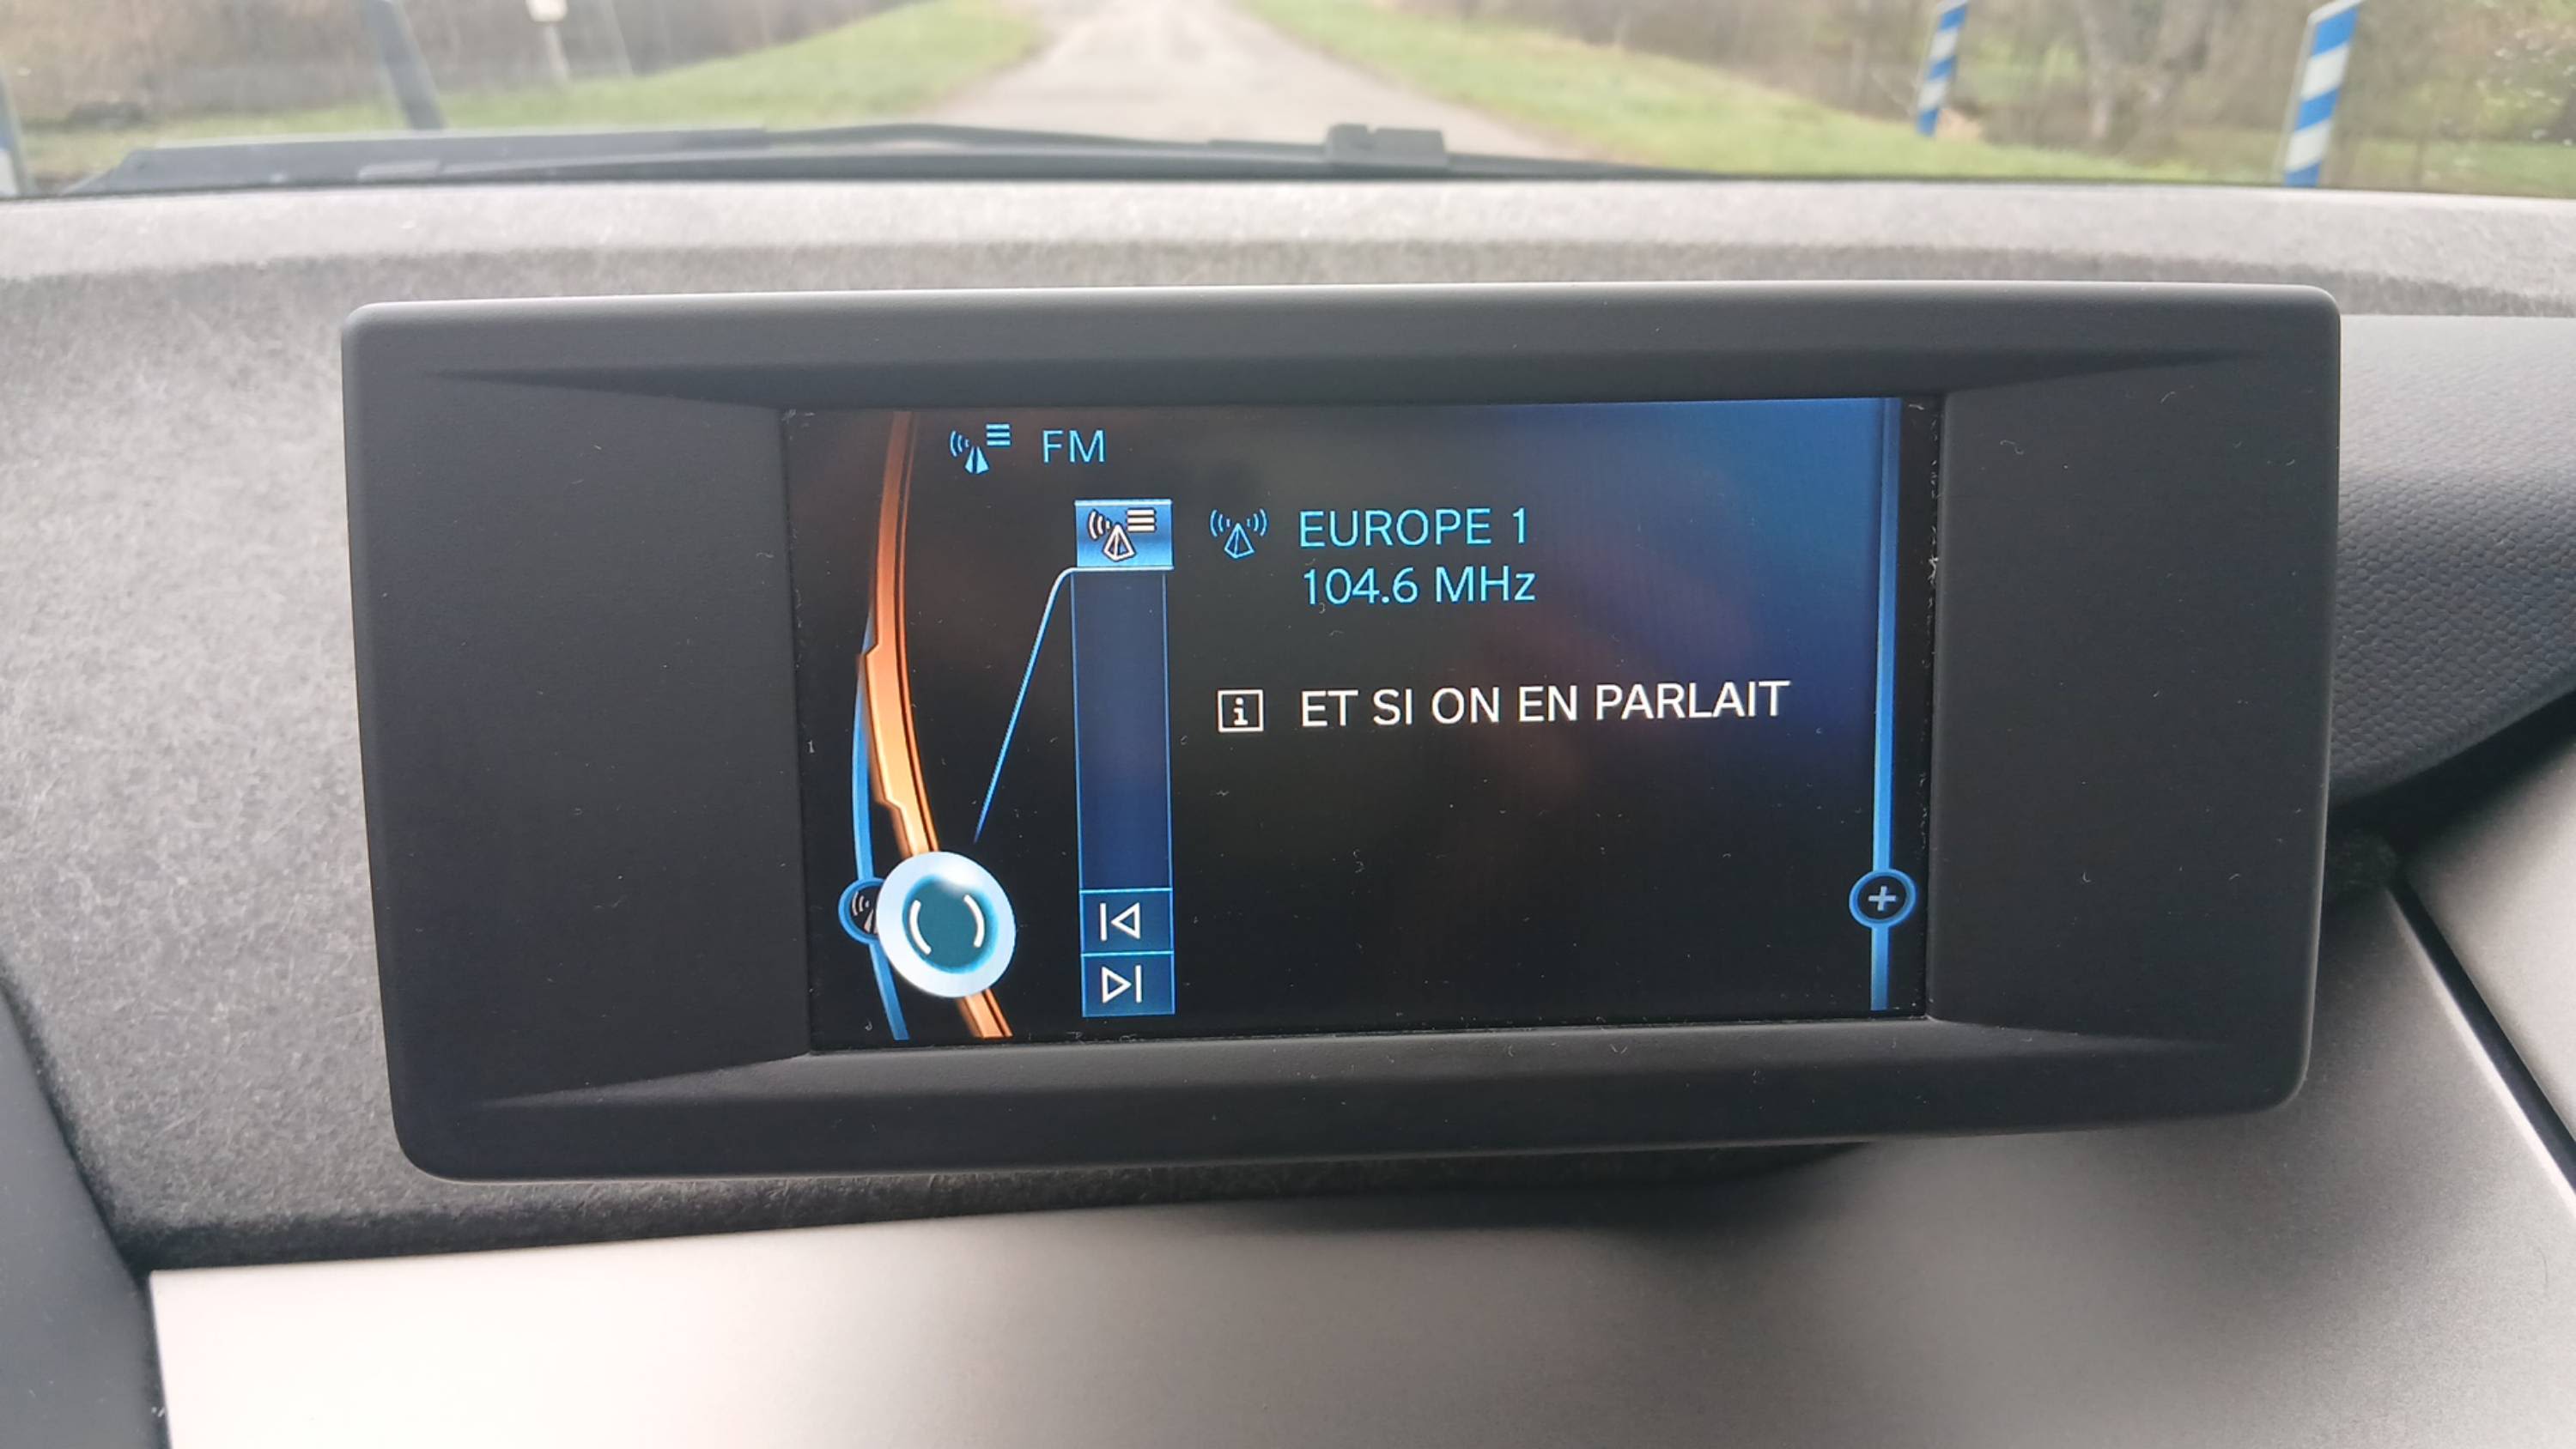 FM
EUROPE 1
104.6 MHz
ET SI ON EN PARLAIT